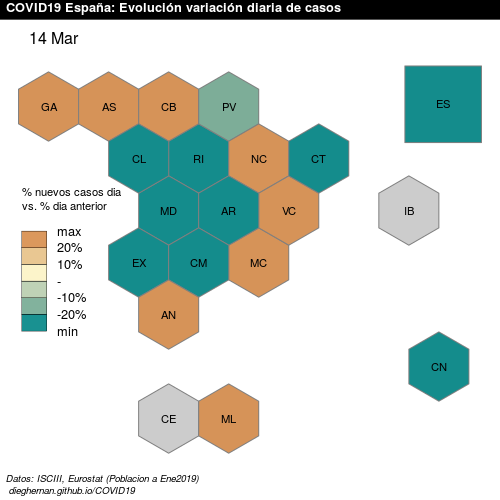 COVID19 España: Evolución variación diaria de casos
14 Mar
ES
GA AS CB PV
CL RI NC CT
% nuevos casos dia
vs. % dia anterior
MD AR VC IB
max
20%
10%
-
-10%
-20%
min
EX CM MC
AN
CN
CE ML
Datos: ISCIII, Eurostat (Poblacion a Ene2019)
dieghernan.github.io/COVID19